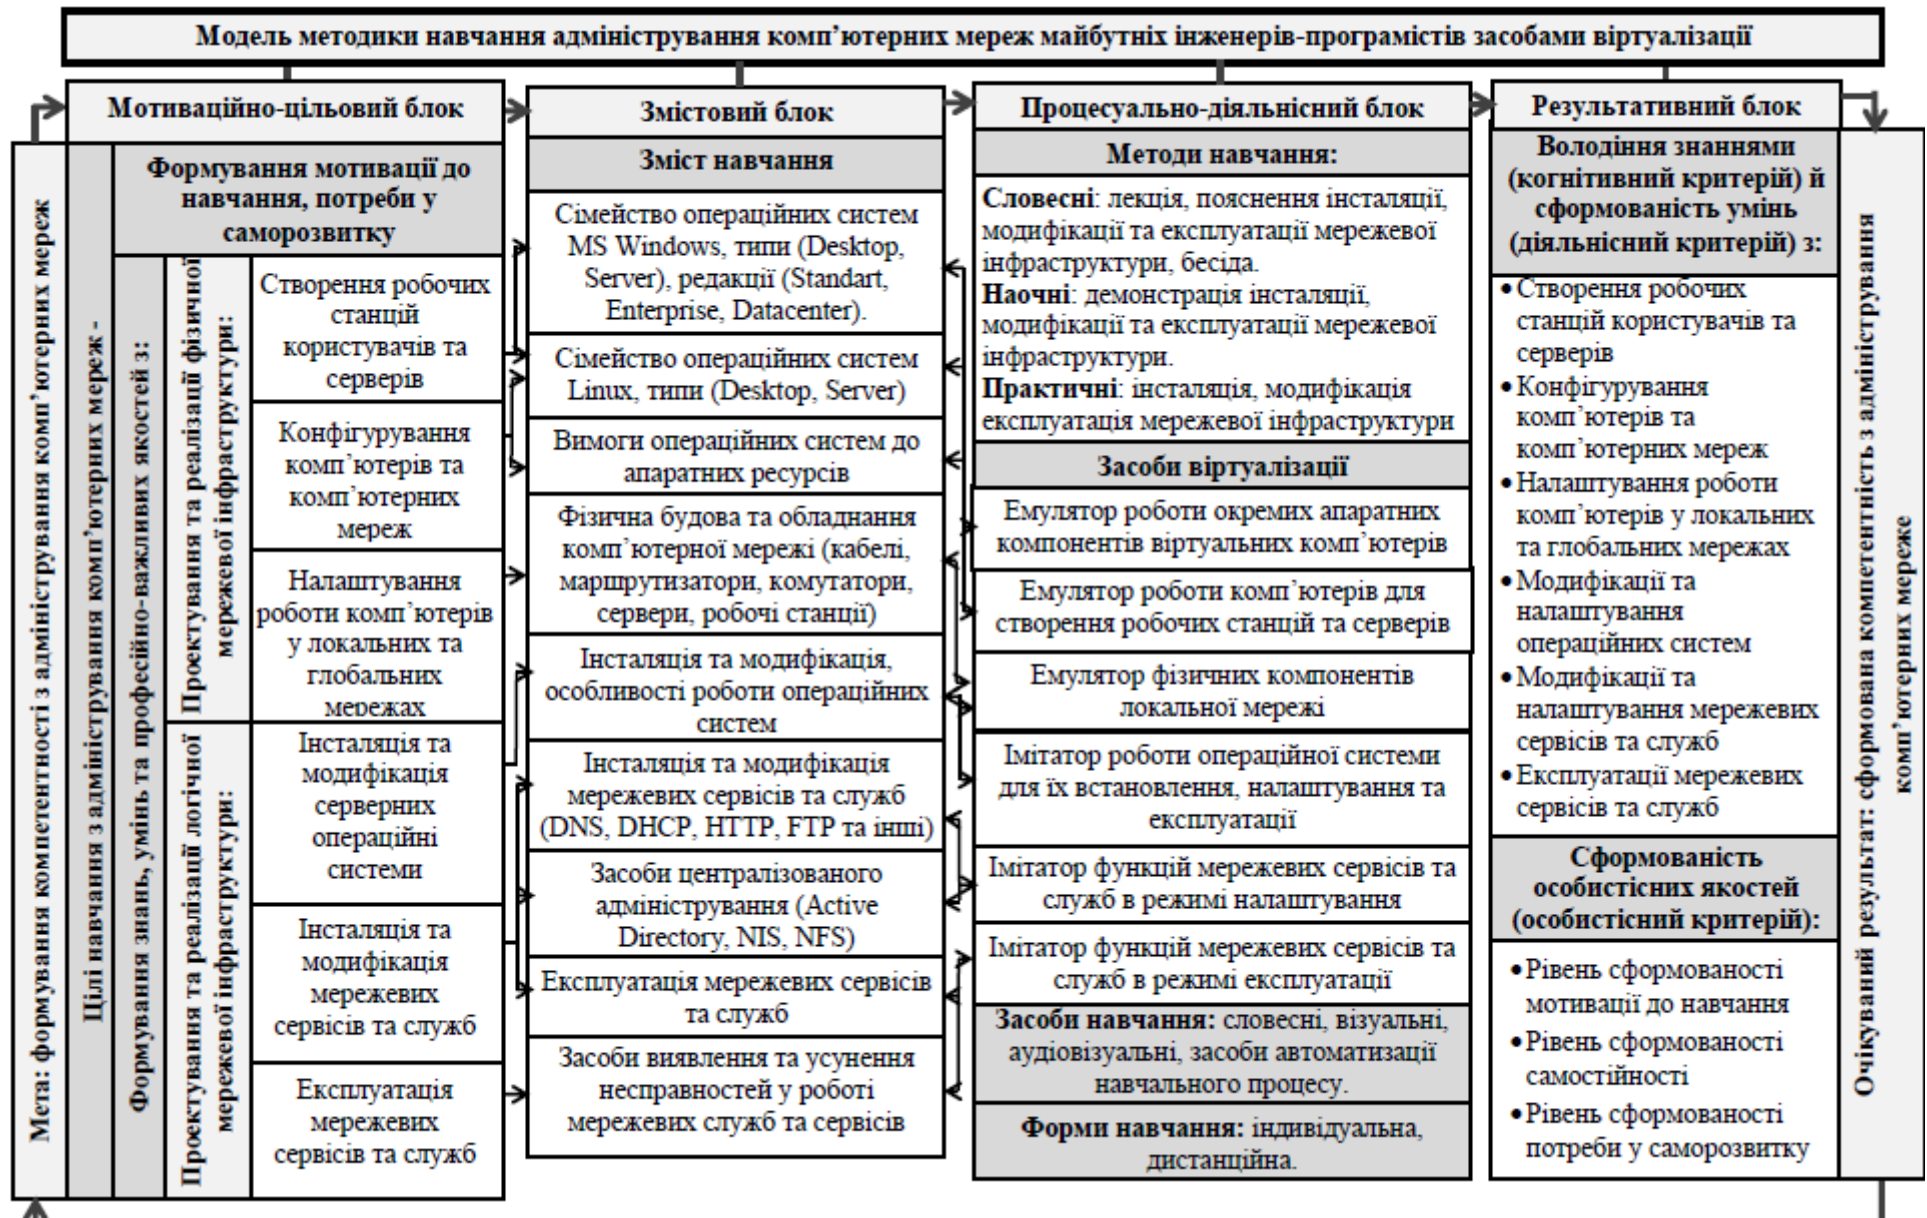 Модель методики навчання адміністрування комп’ютерних мереж майбутніх інженерів-програмістів засобами віртуалізації
Мета: формування компетентності з адміністрування комп’ютерних мереж
Мотиваційно-цільовий блок
Цілі навчання з адміністрування комп’ютерних мереж -
Формування мотивації до
навчання, потреби у
саморозвитку
Формування знань, умінь та професійно-важливих якостей з:
Проектування та реалізації фізичної
мережевої інфраструктури:
Створення робочих
станцій
користувачів та
серверів
Конфігурування
комп’ютерів та
комп’ютерних
мереж
Налаштування
роботи комп’ютерів
у локальних та
глобальних
мережах
Проектування та реалізації логічної
мережевої інфраструктури:
Інсталяція та
модифікація
серверних
операційні
системи
Інсталяція та
модифікація
мережевих
сервісів та служб
Експлуатація
мережевих
сервісів та служб
Змістовий блок
Зміст навчання
Сімейство операційних систем
MS Windows, типи (Desktop,
Server), редакції (Standart,
Enterprise, Datacenter).
Сімейство операційних систем
Linux, типи (Desktop, Server)
Вимоги операційних систем до
апаратних ресурсів
Фізична будова та обладнання
комп’ютерної мережі (кабелі,
маршрутизатори, комутатори,
сервери, робочі станції)
Інсталяція та модифікація,
особливості роботи операційних
систем
Інсталяція та модифікація
мережевих сервісів та служб
(DNS, DHCP, HTTP, FTP та інші)
Засоби централізованого
адміністрування (Active
Directory, NIS, NFS)
Експлуатація мережевих сервісів
та служб
Засоби виявлення та усунення
несправностей у роботі
мережевих служб та сервісів
Процесуально-діяльнісний блок
Методи навчання:
Словесні: лекція, пояснення інсталяції,
модифікації та експлуатації мережевої
інфраструктури, бесіда.
Наочні: демонстрація інсталяції,
модифікації та експлуатації мережевої
інфраструктури.
Практичні: інсталяція, модифікація
експлуатація мережевої інфраструктури
Засоби віртуалізації
Емулятор роботи окремих апаратних
компонентів віртуальних комп’ютерів
Емулятор роботи комп’ютерів для
створення робочих станцій та серверів
Емулятор фізичних компонентів
локальної мережі
Імітатор роботи операційної системи
для їх встановлення, налаштування та
експлуатації
Імітатор функцій мережевих сервісів та
служб в режимі налаштування
Імітатор функцій мережевих сервісів та
служб в режимі експлуатації
Засоби навчання: словесні, візуальні,
аудіовізуальні, засоби автоматизації
навчального процесу.
Форми навчання: індивідуальна,
дистанційна.
Результативний блок
Володіння знаннями
(когнітивний критерій) й
сформованість умінь
(діяльнісний критерій) з:
• Створення робочих
станцій користувачів та
серверів
• Конфігурування
комп’ютерів та
комп’ютерних мереж
• Налаштування роботи
комп’ютерів у локальних
та глобальних мережах
• Модифікації та
налаштування
операційних систем
• Модифікації та
налаштування мережевих
сервісів та служб
• Експлуатації мережевих
сервісів та служб
Сформованість
особистісних якостей
(особистісний критерій):
• Рівень сформованості
мотивації до навчання
• Рівень сформованості
самостійності
• Рівень сформованості
потреби у саморозвитку
Очікуваний результат: сформована компетентність з адміністрування
комп’ютерних мереже